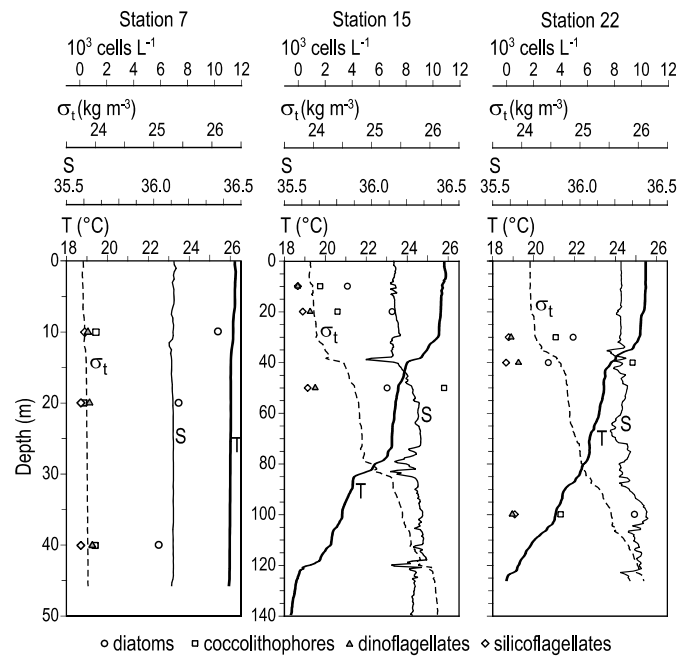 Station 7 Station 15 Station 22
10³ cells L⁻¹ 10³ cells L⁻¹ 10³ cells L⁻¹
0 2 4 6 8 10 12 0 2 4 6 8 10 12 0 2 4 6 8 10 12
σt (kg m⁻³) σt (kg m⁻³) σt (kg m⁻³)
24 25 26 24 25 26 24 25 26
S S S
35.5 36.0 36.5 35.5 36.0 36.5 35.5 36.0 36.5
T (°C) T (°C) T (°C)
18 20 22 24 26 18 20 22 24 26 18 20 22 24 26
Depth (m)
0
10
20
30
40
50
σt
S
T
0
20
40
60
80
100
120
140
σt
S
T
σt
S
T
diatoms coccolithophores dinoflagellates silicoflagellates